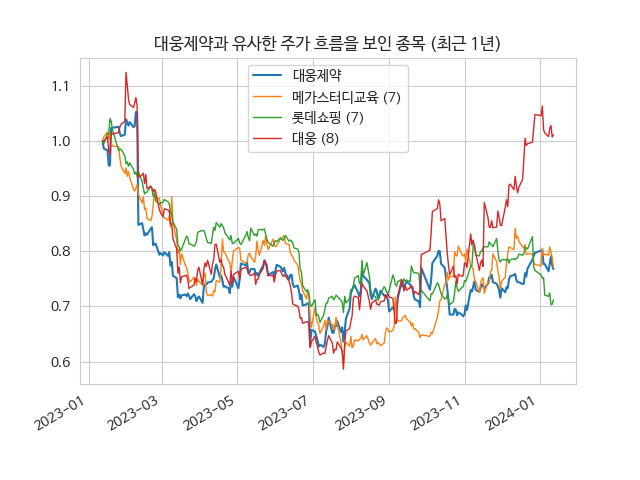 대웅제약과 유사한 주가 흐름을 보인 종목 (최근 1년)
대웅제약
메가스터디교육 (7)
롯데쇼핑 (7)
대웅 (8)
1.1
1.0
0.9
0.8
0.7
0.6
2023-01
2023-03
2023-05
2023-07
2023-09
2023-11
2024-01